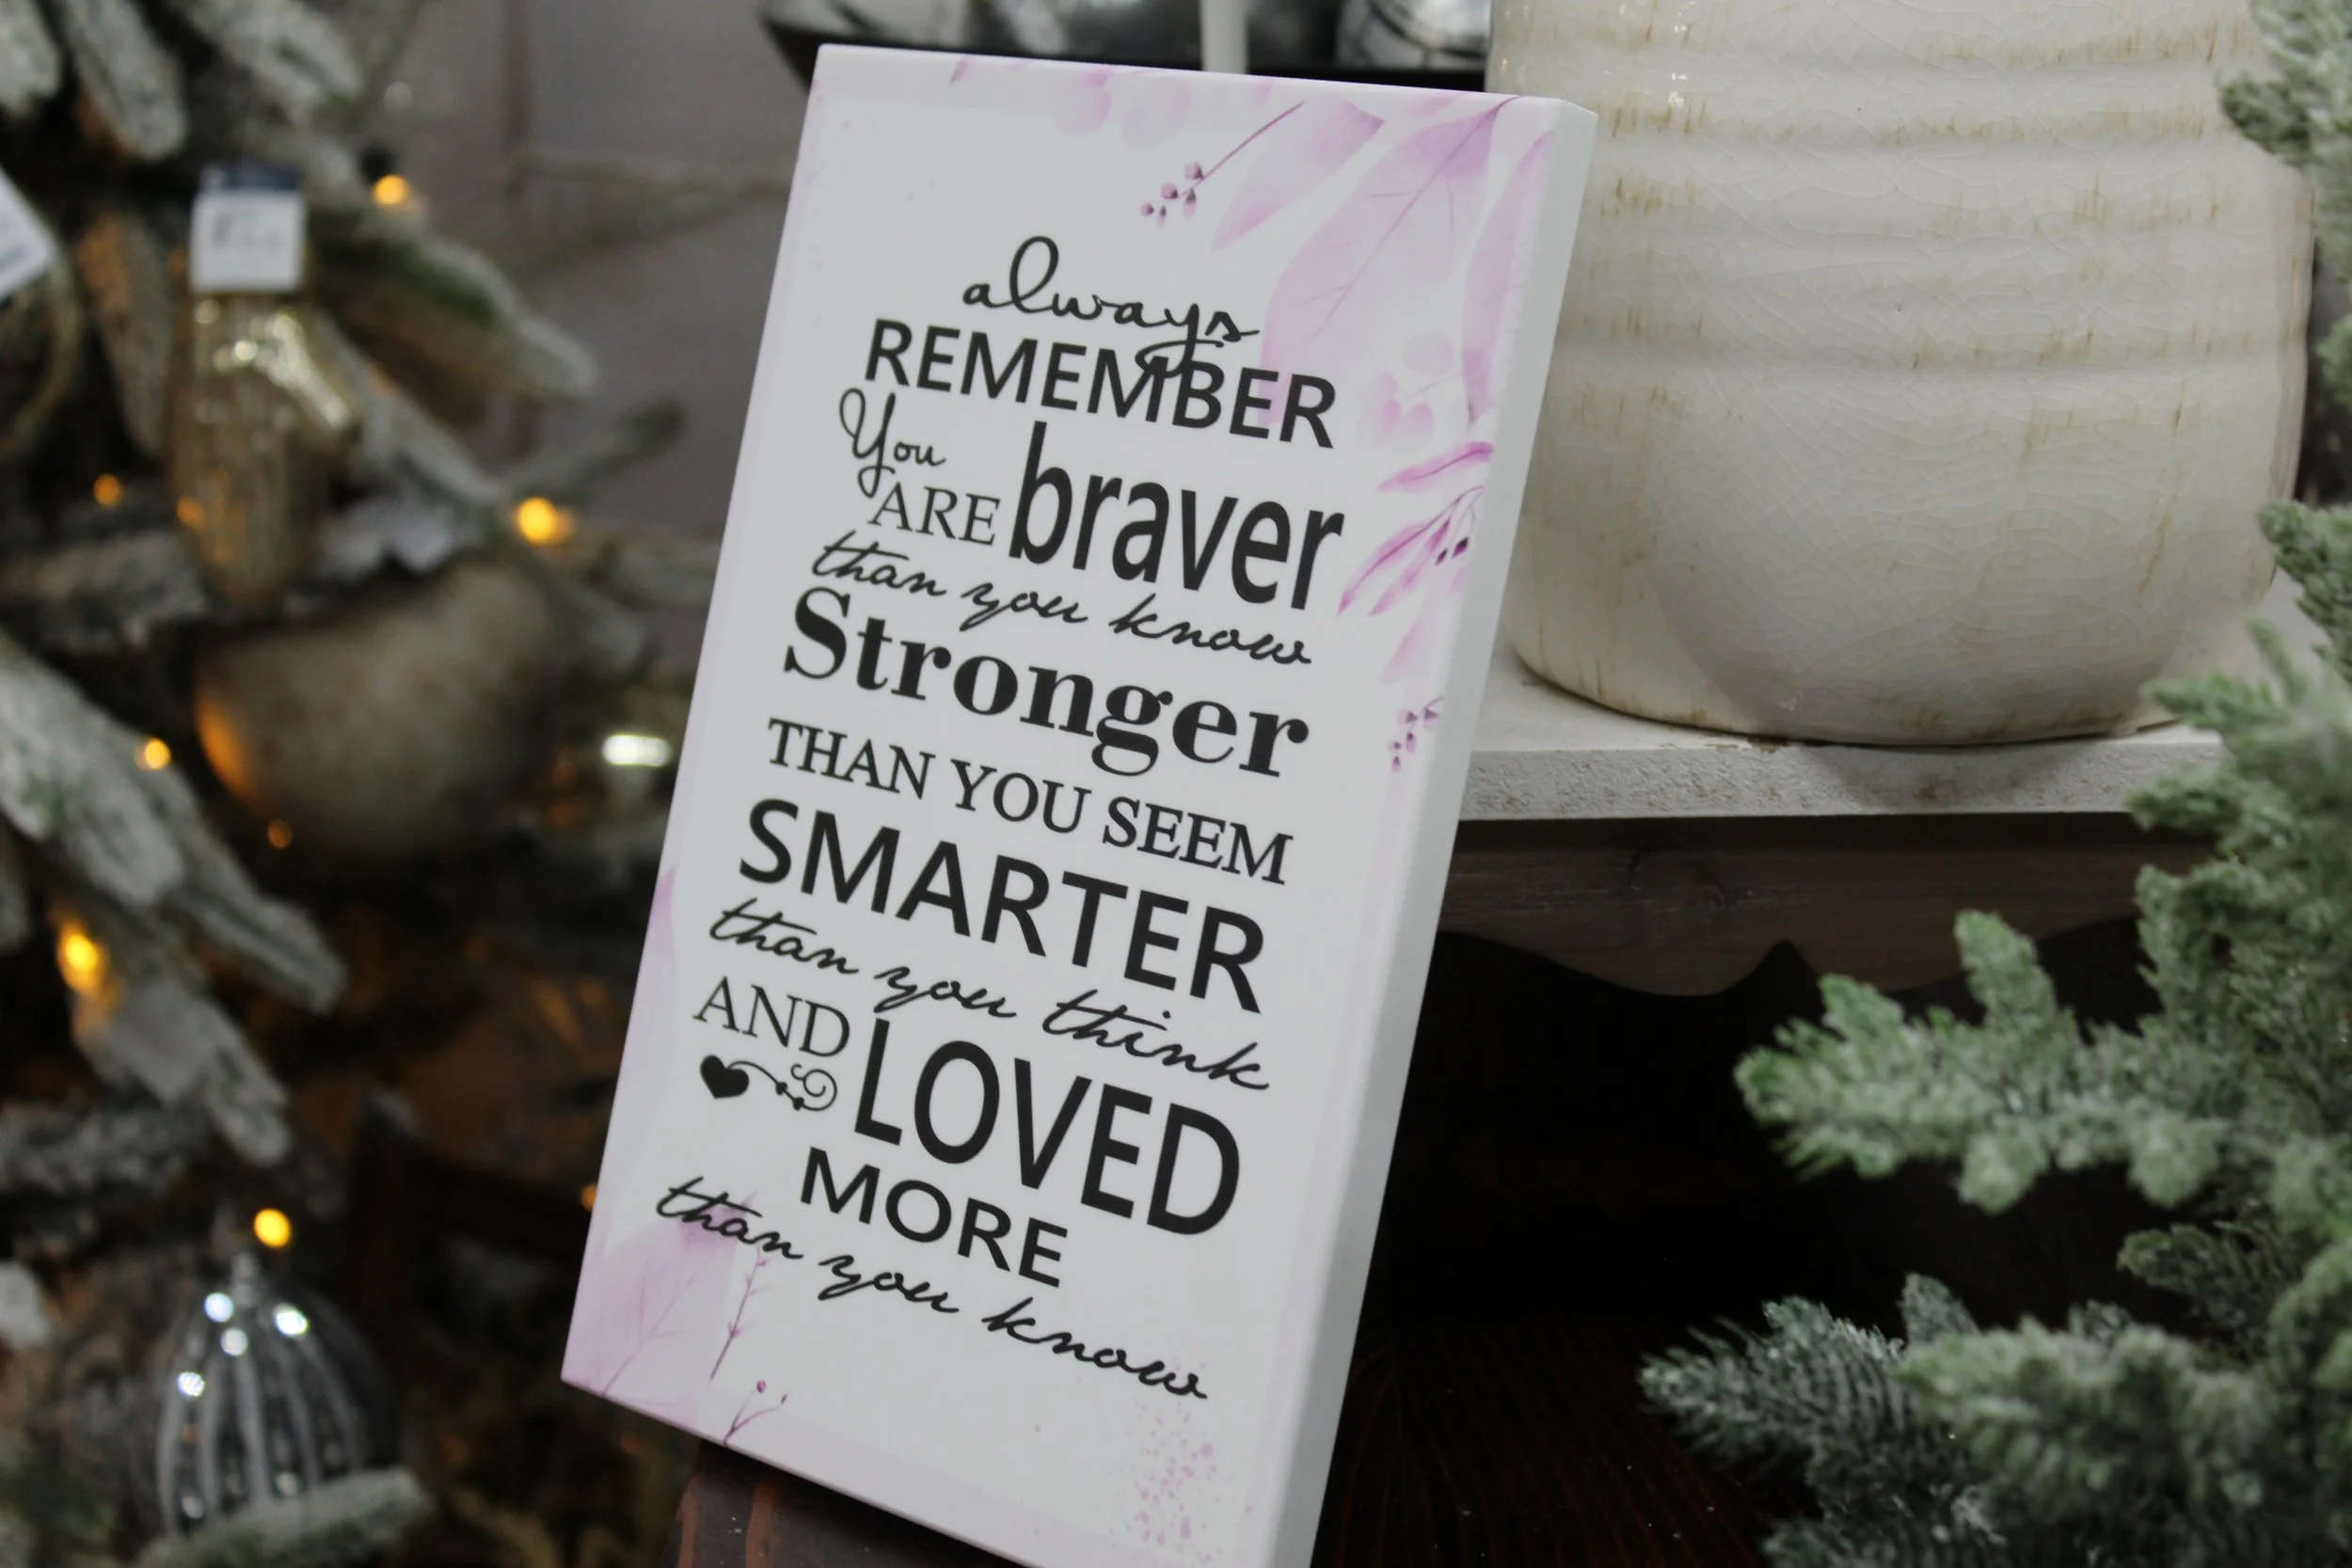 always
REMEMBER
You
ARE braver
than you know
Stronger
THAN YOU SEEM
SMARTER
than you think
AND LOVED
MORE
than you know